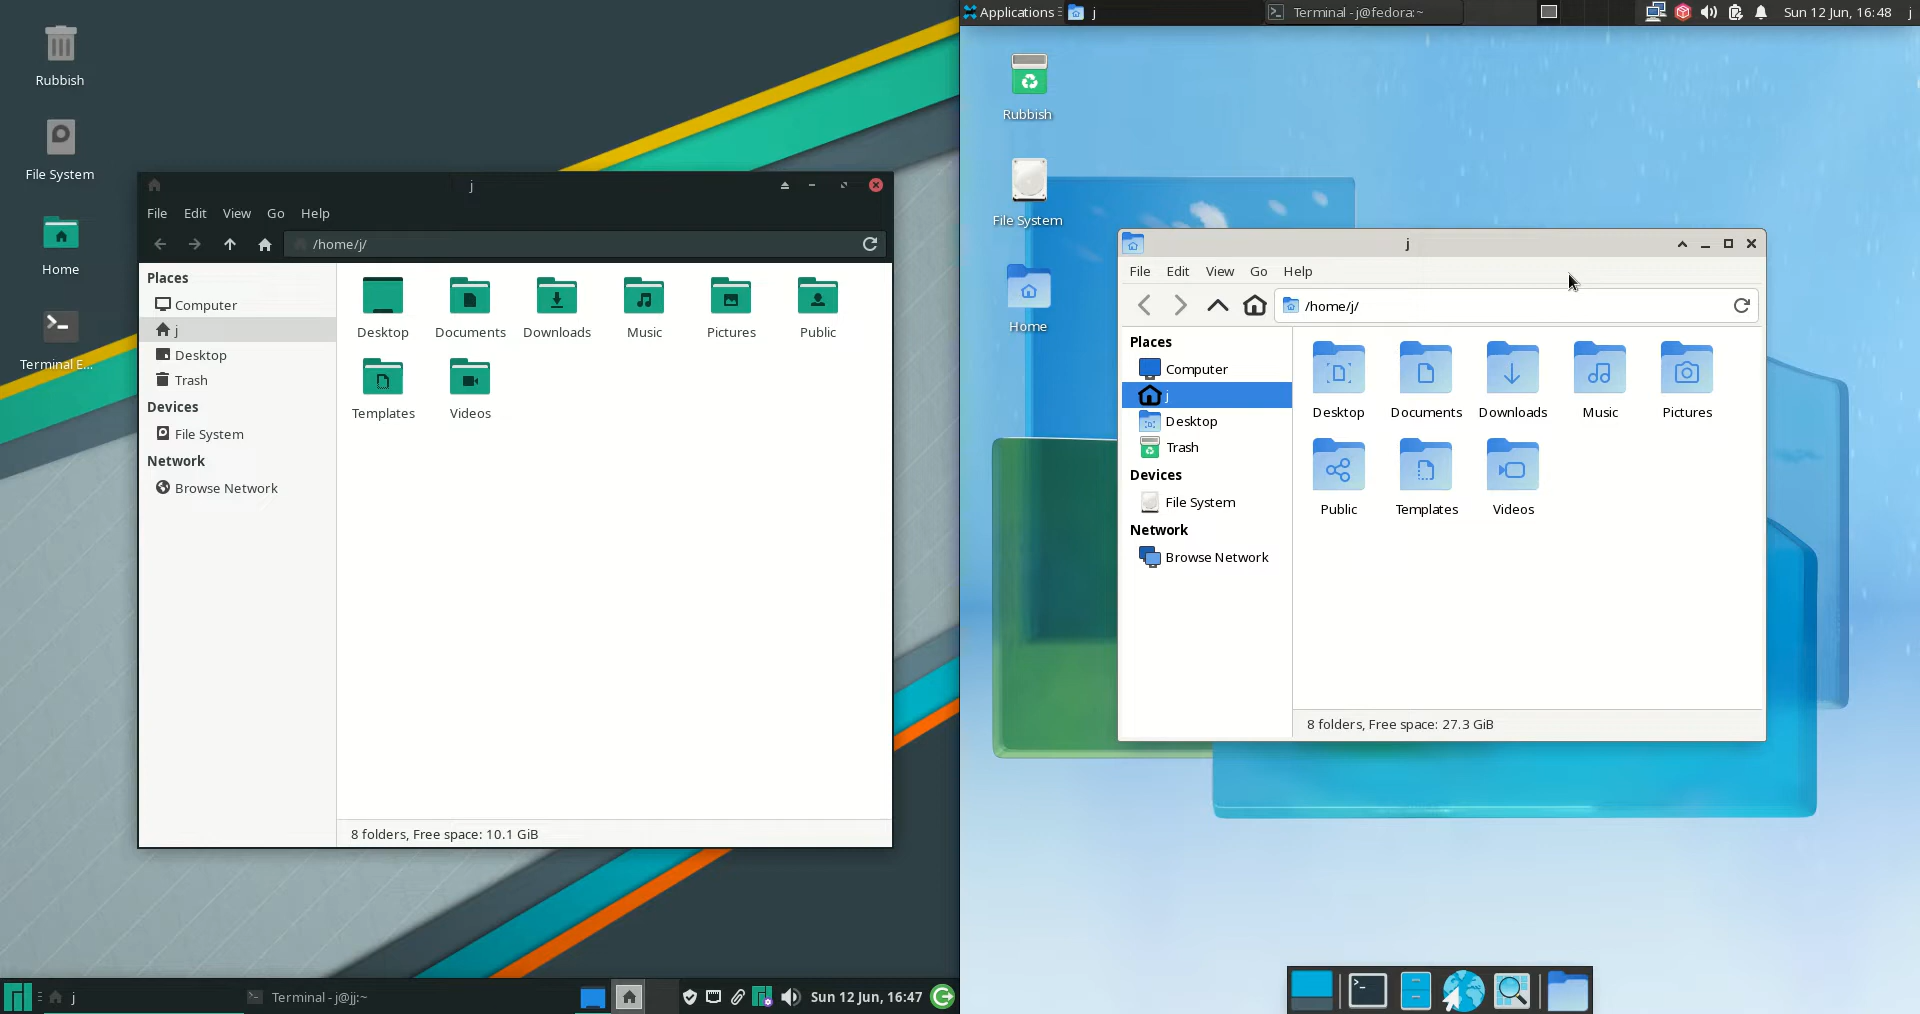 Rubbish
File System
Home
Terminal E...
j
File Edit View Go Help
/home/j/
Places
Computer
j
Desktop
Trash
Devices
File System
Network
Browse Network
Desktop Documents Downloads Music Pictures Public
Templates Videos
8 folders, Free space: 10.1 GiB
j Terminal - j@jj:~ Sun 12 Jun, 16:47
Applications j Terminal - j@fedora:~ Sun 12 Jun, 16:48 j
Rubbish
File System
Home
j
File Edit View Go Help
/home/j/
Places
Computer
j
Desktop
Trash
Devices
File System
Network
Browse Network
Desktop Documents Downloads Music Pictures
Public Templates Videos
8 folders, Free space: 27.3 GiB